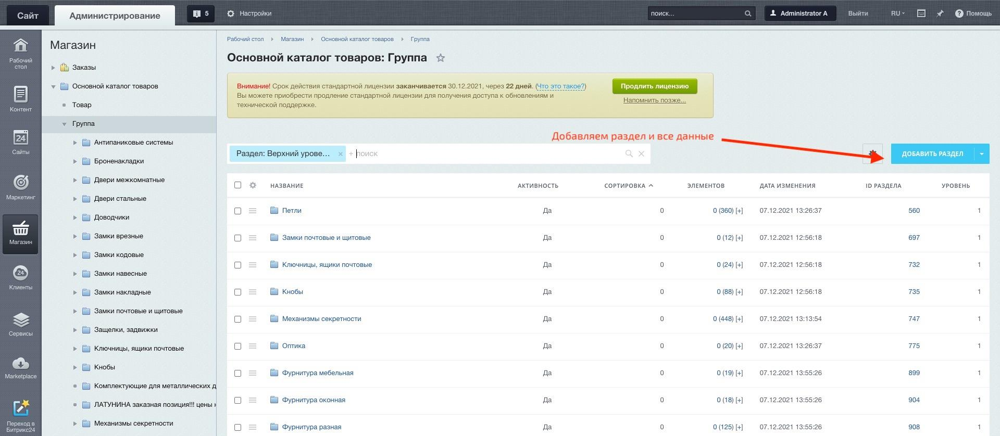 Сайт
Администрирование
5
Настройки
поиск...
Administrator A
Выйти
RU
Помощь
Рабочий стол
Контент
24
Сайты
Маркетинг
Магазин
24
Клиенты
Сервисы
Marketplace
Переход в Битрикс24
Магазин
Заказы
Основной каталог товаров
Товар
Группа
Антипаниковые системы
Броненакладки
Двери межкомнатные
Двери стальные
Доводчики
Замки врезные
Замки кодовые
Замки навесные
Замки накладные
Замки почтовые и щитовые
Защелки, задвижки
Ключницы, ящики почтовые
Кнобы
Комплектующие для металлических д
ЛАТУНИНА заказная позиция!!! цены
Механизмы секретности
Рабочий стол Магазин Основной каталог товаров Группа
Основной каталог товаров: Группа
Внимание! Срок действия стандартной лицензии заканчивается 30.12.2021, через 22 дней. (Что это такое?)
Вы можете приобрести продление стандартной лицензии для получения доступа к обновлениям и
технической поддержке.
Продлить лицензию
Напомнить позже...
Добавляем раздел и все данные
Раздел: Верхний урове... × + поиск
ДОБАВИТЬ РАЗДЕЛ
НАЗВАНИЕ АКТИВНОСТЬ СОРТИРОВКА ЭЛЕМЕНТОВ ДАТА ИЗМЕНЕНИЯ ID РАЗДЕЛА УРОВЕНЬ
Петли Да 0 0 (360) [+] 07.12.2021 13:26:37 560 1
Замки почтовые и щитовые Да 0 0 (12) [+] 07.12.2021 12:56:18 697 1
Ключницы, ящики почтовые Да 0 0 (24) [+] 07.12.2021 12:56:18 732 1
Кнобы Да 0 0 (88) [+] 07.12.2021 12:56:18 735 1
Механизмы секретности Да 0 0 (448) [+] 07.12.2021 13:13:54 747 1
Оптика Да 0 0 (20) [+] 07.12.2021 13:26:37 775 1
Фурнитура мебельная Да 0 0 (19) [+] 07.12.2021 13:55:26 899 1
Фурнитура оконная Да 0 0 (18) [+] 07.12.2021 13:55:26 904 1
Фурнитура разная Да 0 0 (125) [+] 07.12.2021 13:55:26 908 1